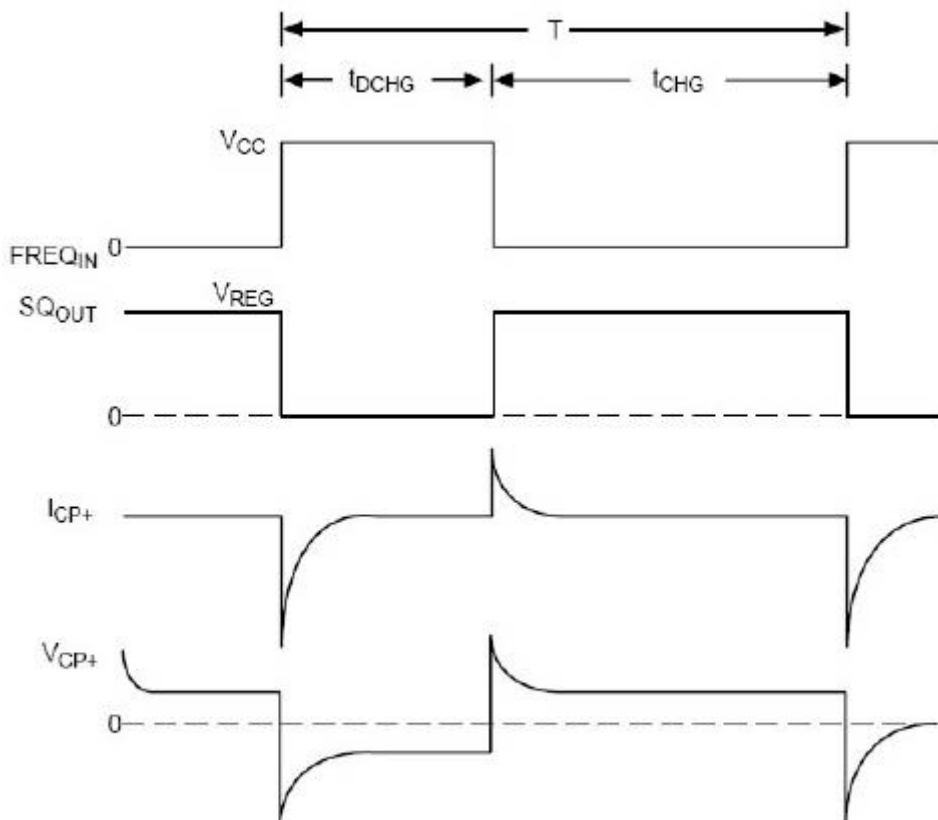 T
tDCHG tCHG
VCC
FREQIN 0
VREG
SQOUT
0
ICP+
VCP+
0